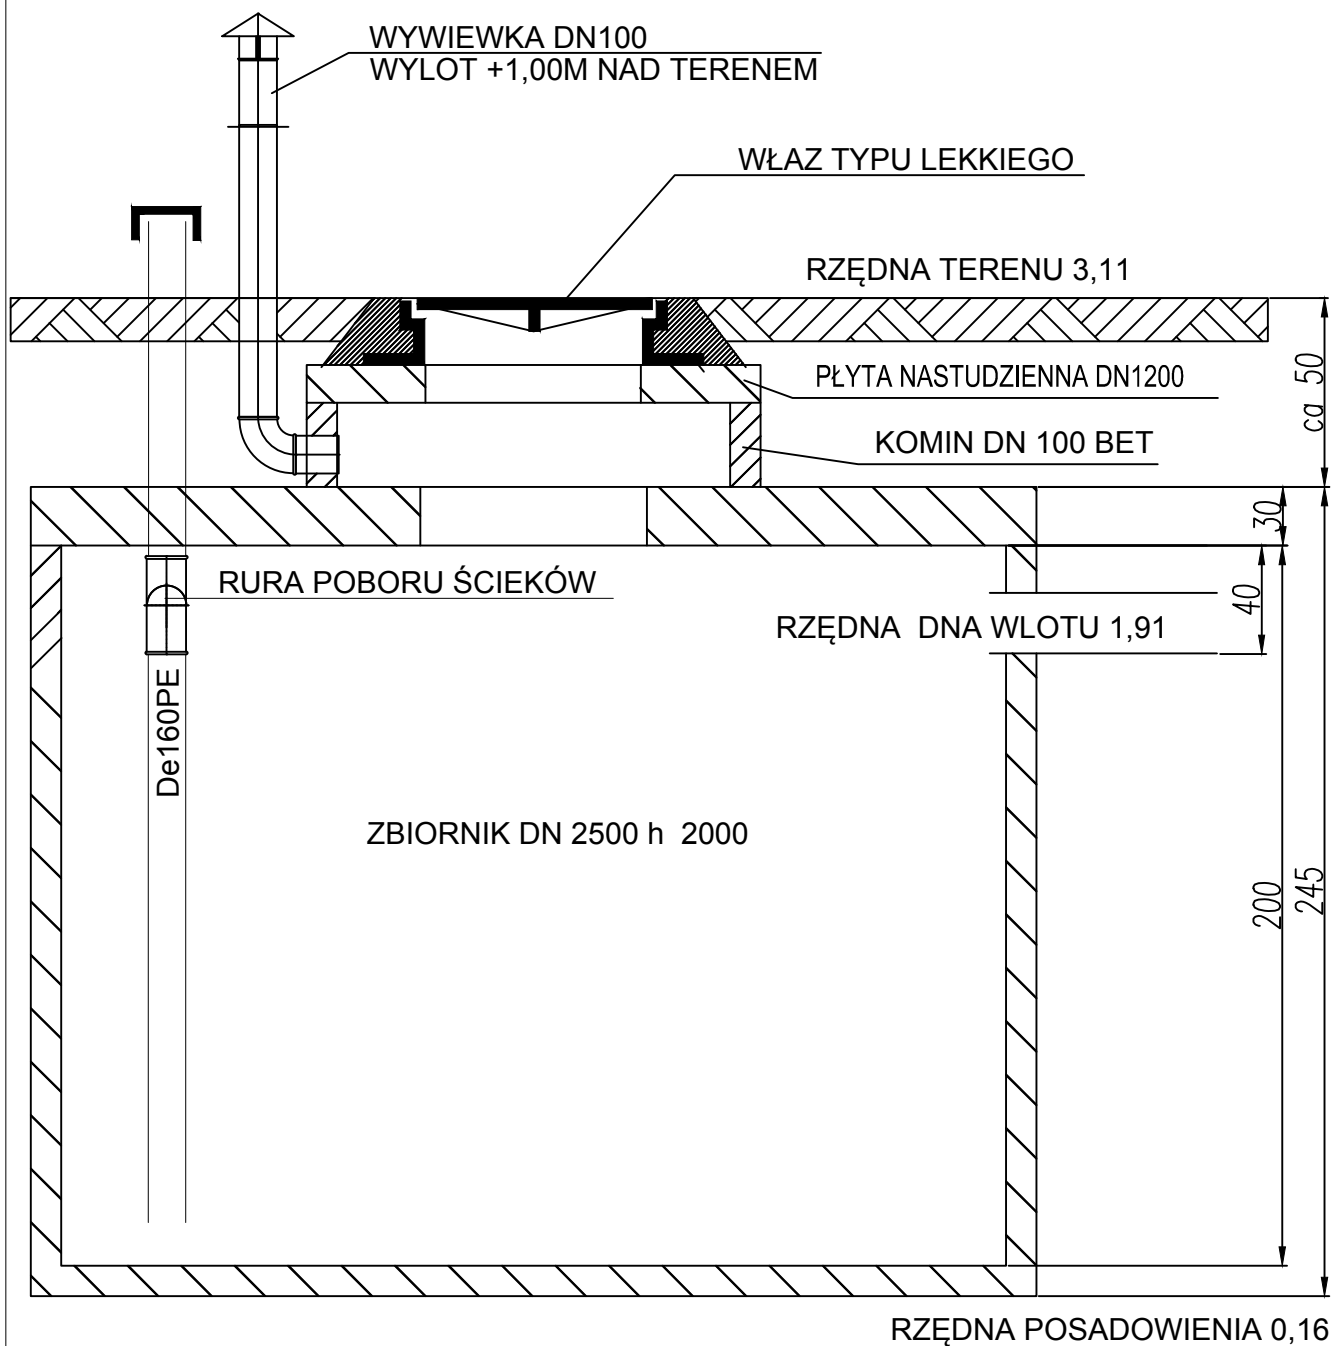 WYWIEWKA DN100
WYLOT +1,00M NAD TERENEM
WŁAZ TYPU LEKKIEGO
RZĘDNA TERENU 3,11
PŁYTA NASTUDZIENNA DN1200
ca 50
KOMIN DN 100 BET
30
RURA POBORU ŚCIEKÓW
40
RZĘDNA DNA WLOTU 1,91
De160PE
ZBIORNIK DN 2500 h 2000
200
245
RZĘDNA POSADOWIENIA 0,16